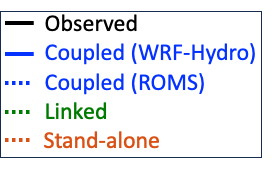 Observed
Coupled (WRF-Hydro)
Coupled (ROMS)
Linked
Stand-alone